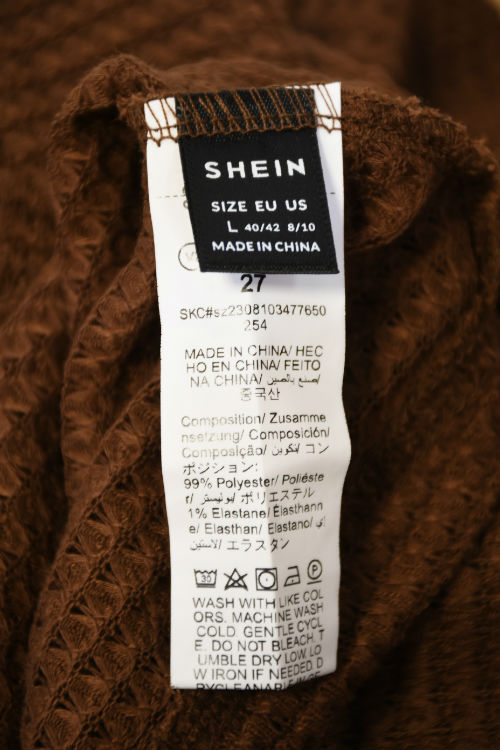 SHEIN
SIZE EU US
L 40/42 8/10
MADE IN CHINA
27
SKC#sz2308103477650
254
MADE IN CHINA/ HEC
HO EN CHINA/ FEITO
NA CHINA/ صنع بالصين/
중국산
Composition/ Zusamme
nsetzung/ Composición/
Composição/ تكوين/ コン
ポジション:
99% Polyester/ Poliéste
r/ بوليستر/ ポリエステル
1% Elastane/ Élasthann
e/ Elasthan/ Elastano/ إي
لاستين/ エラスタン
WASH WITH LIKE COL
ORS. MACHINE WASH
COLD. GENTLE CYCL
E. DO NOT BLEACH. T
UMBLE DRY LOW. LO
W IRON IF NEEDED. D
RYCLEANABLE